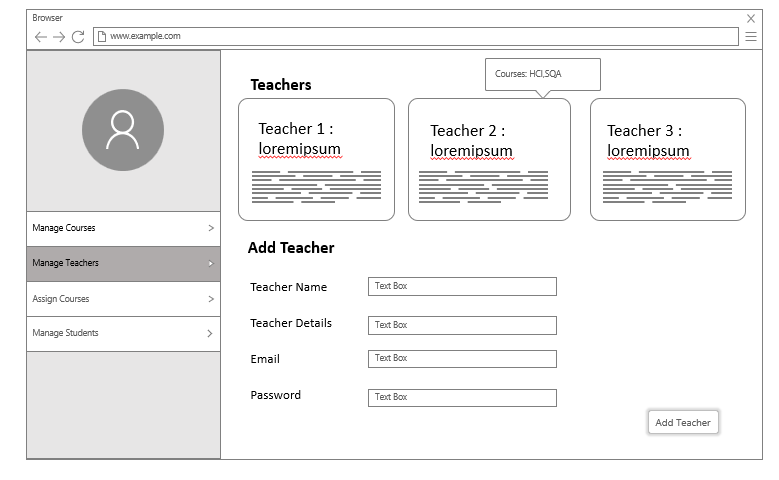 Browser
www.example.com
Manage Courses
Manage Teachers
Assign Courses
Manage Students
Courses: HCI,SQA
Teachers
Teacher 1 :
loremipsum
Teacher 2 :
loremipsum
Teacher 3 :
loremipsum
Add Teacher
Teacher Name
Text Box
Teacher Details
Text Box
Email
Text Box
Password
Text Box
Add Teacher